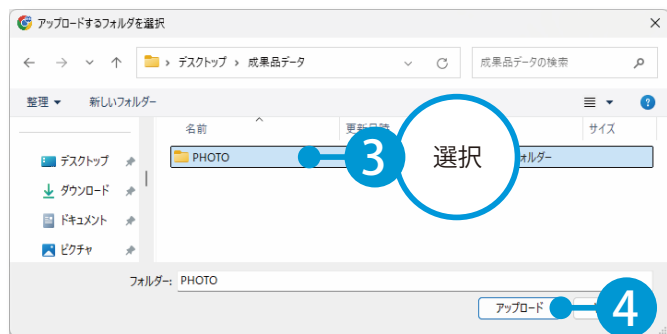 アップロードするフォルダを選択
デスクトップ › 成果品データ
成果品データの検索
整理 新しいフォルダー
名前 更新日時 サイズ
PHOTO 3 選択 ォルダー
デスクトップ
ダウンロード
ドキュメント
ピクチャ
フォルダー: PHOTO
アップロード 4